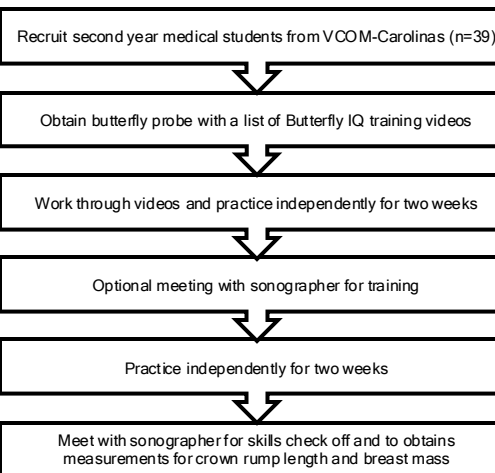 Recruit second year medical students from VCOM-Carolinas (n=39)
Obtain butterfly probe with a list of Butterfly IQ training videos
Work through videos and practice independently for two weeks
Optional meeting with sonographer for training
Practice independently for two weeks
Meet with sonographer for skills check off and to obtains
measurements for crown rump length and breast mass